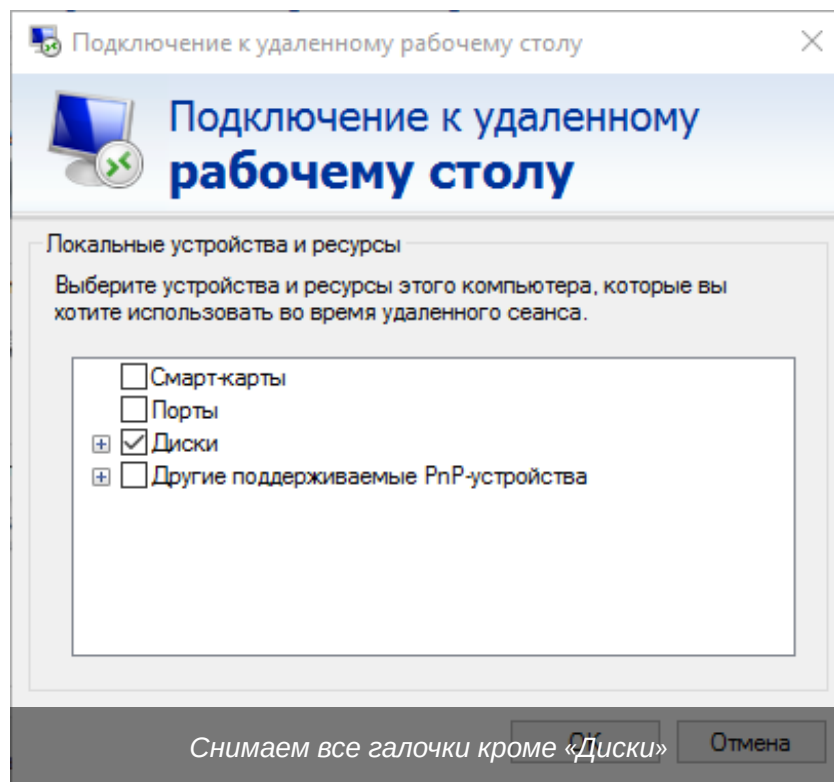 Подключение к удаленному рабочему столу
Подключение к удаленному
рабочему столу
Локальные устройства и ресурсы
Выберите устройства и ресурсы этого компьютера, которые вы
хотите использовать во время удаленного сеанса.
Смарт-карты
Порты
Диски
Другие поддерживаемые PnP-устройства
ОК
Отмена
Снимаем все галочки кроме «Диски»